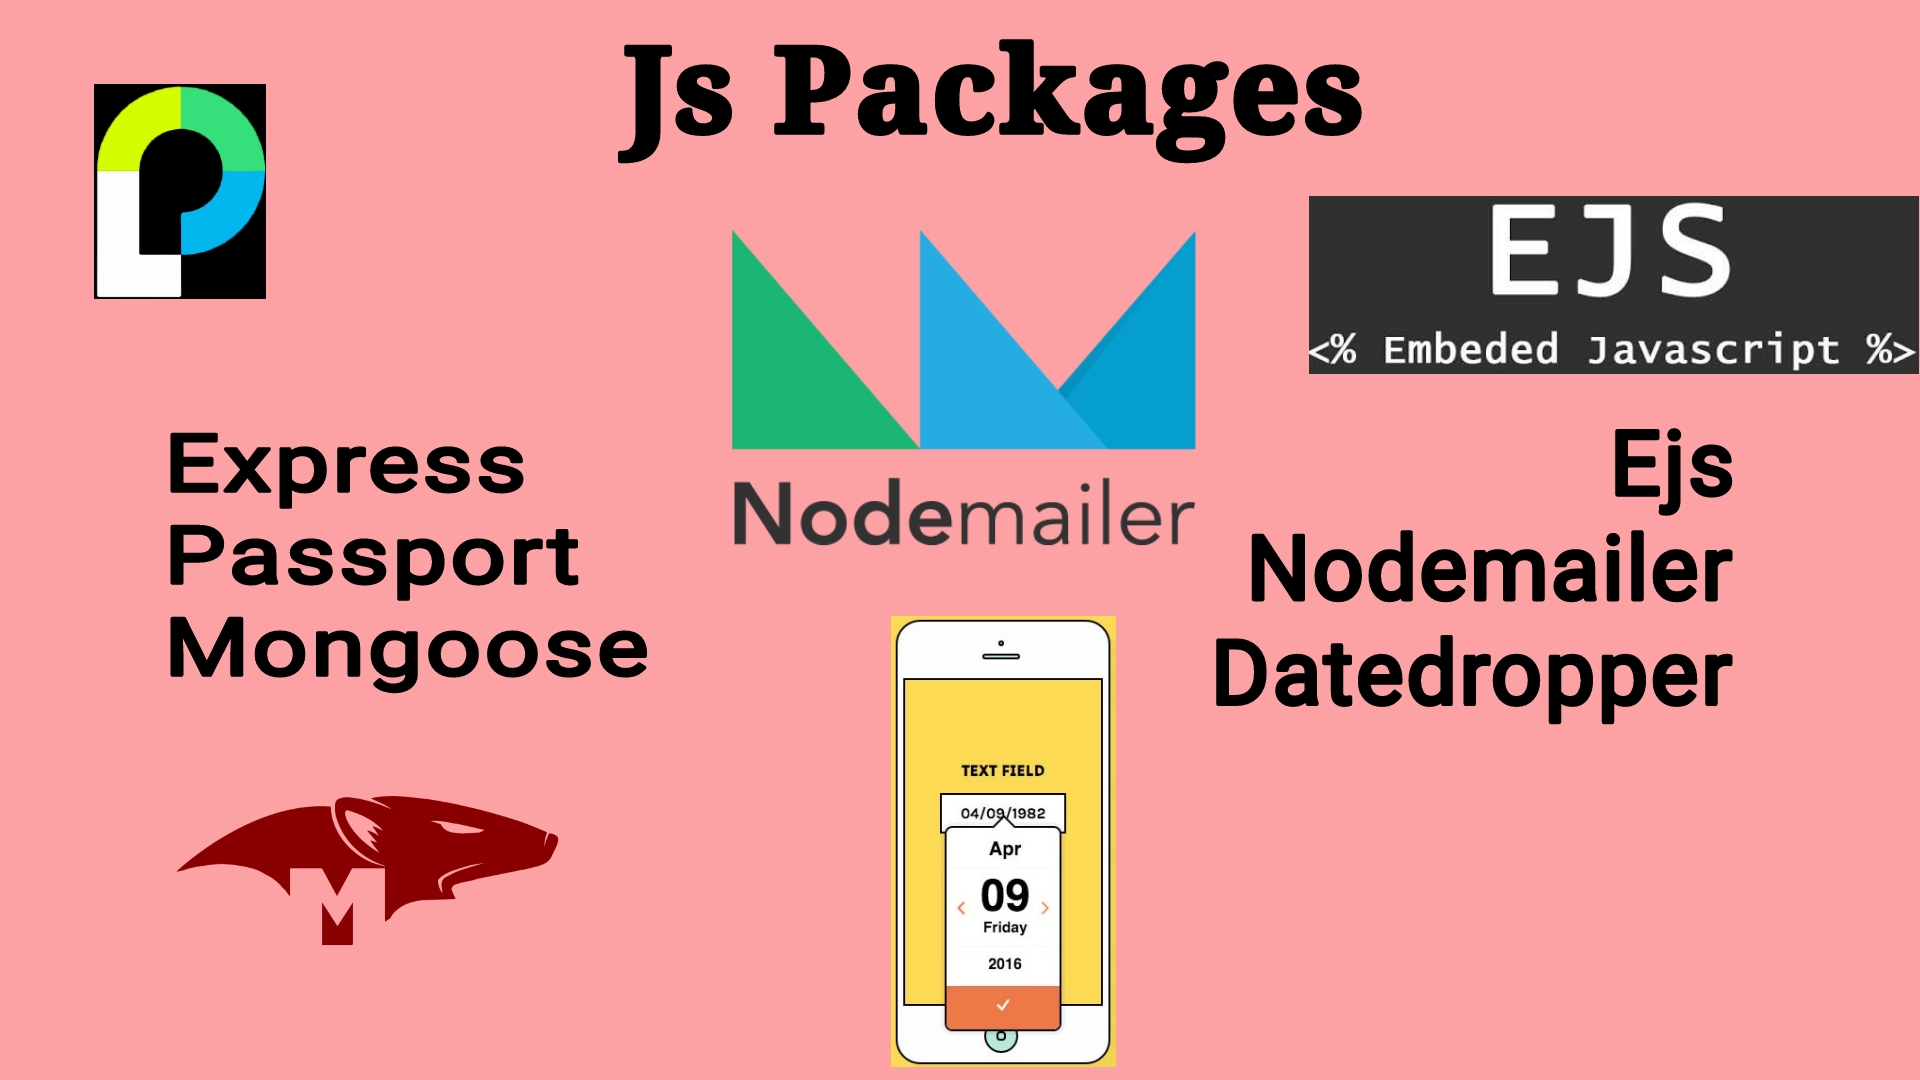 Js Packages
EJS
<% Embeded Javascript %>
Nodemailer
Express
Passport
Mongoose
Ejs
Nodemailer
Datedropper
TEXT FIELD
04/09/1982
Apr
< 09 >
Friday
2016
M